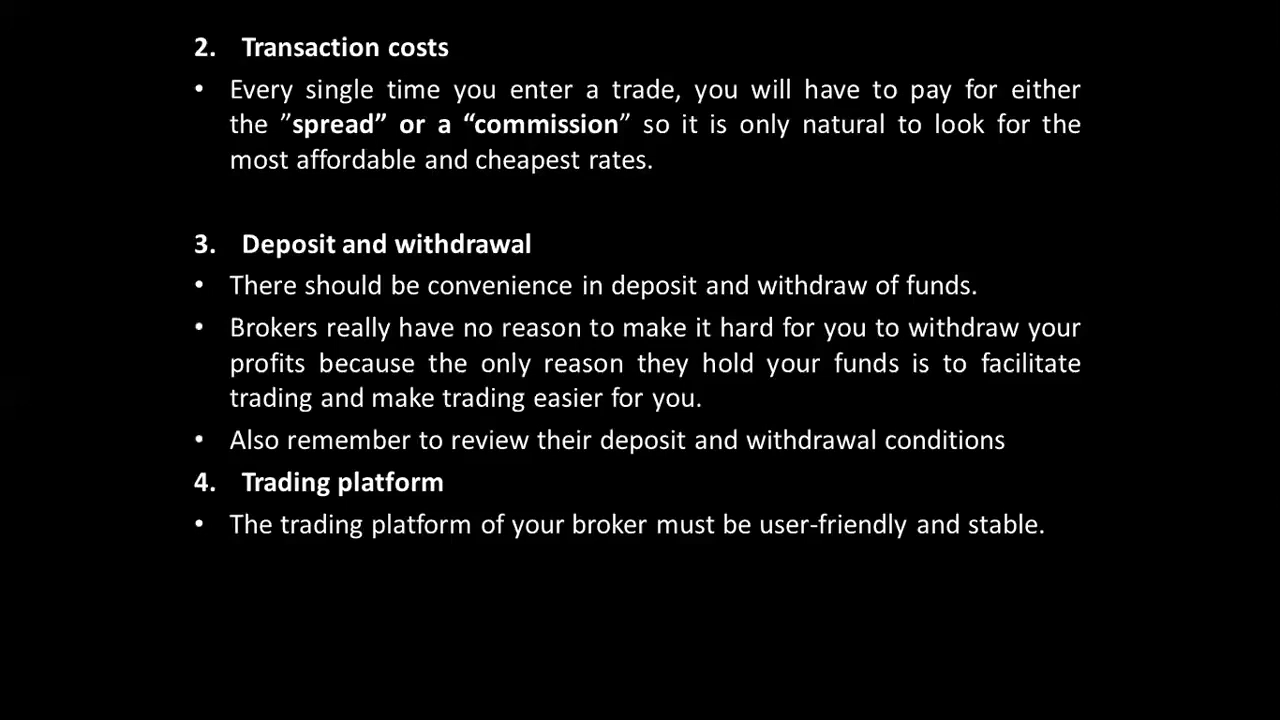 2. Transaction costs
• Every single time you enter a trade, you will have to pay for either
the ”spread” or a “commission” so it is only natural to look for the
most affordable and cheapest rates.
3. Deposit and withdrawal
• There should be convenience in deposit and withdraw of funds.
• Brokers really have no reason to make it hard for you to withdraw your
profits because the only reason they hold your funds is to facilitate
trading and make trading easier for you.
• Also remember to review their deposit and withdrawal conditions
4. Trading platform
• The trading platform of your broker must be user-friendly and stable.